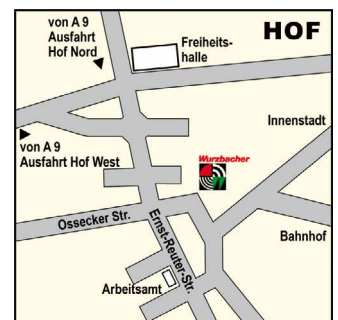 von A 9
Ausfahrt
Hof Nord
HOF
Freiheits-
halle
Innenstadt
von A 9
Ausfahrt Hof West
Wurzbacher
Ossecker Str.
Ernst-Reuter-Str.
Bahnhof
Arbeitsamt